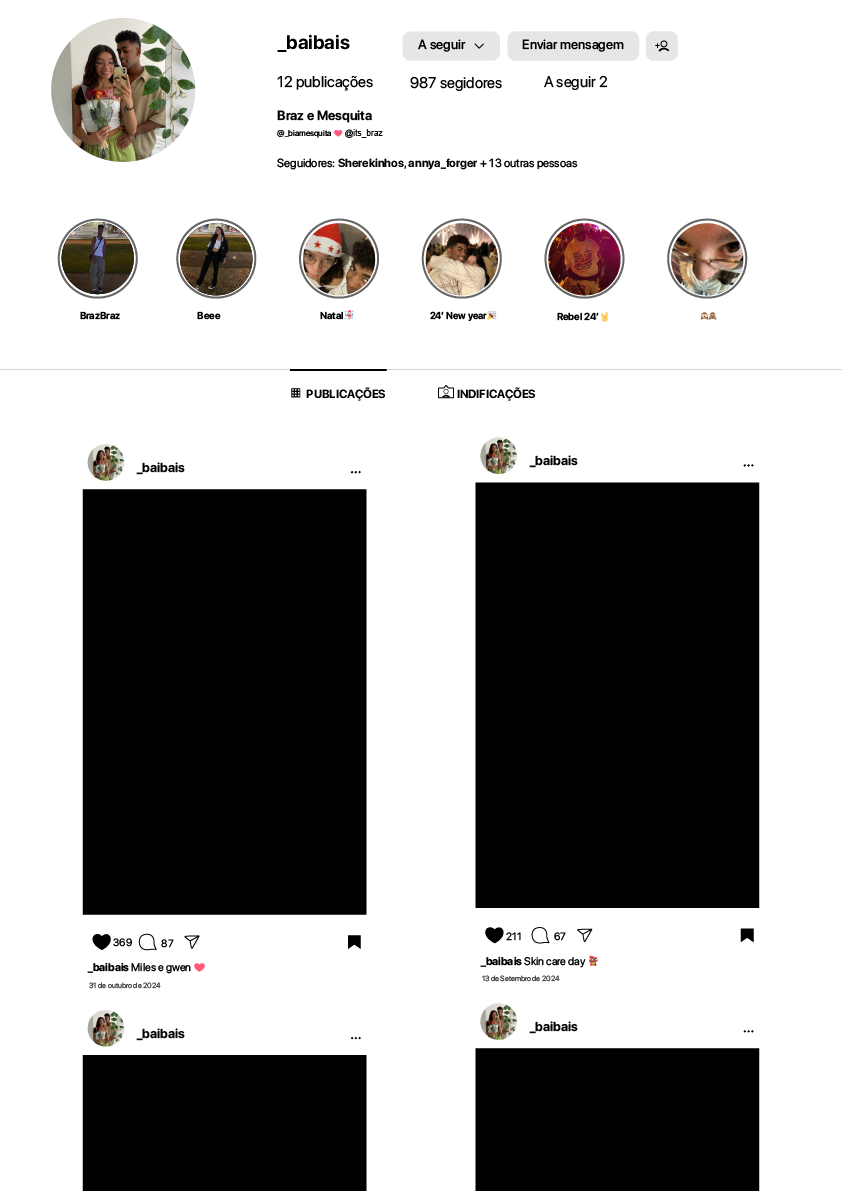 _baibais
A seguir
Enviar mensagem
12 publicações
987 segidores
A seguir 2
Braz e Mesquita
@_biamesquita ❤️ @its_braz
Seguidores: Sherekinhos, annya_forger + 13 outras pessoas
BrazBraz
Beee
Natal🎅
24’ New year🎉
Rebel 24’🤘
🙈🙈
PUBLICAÇÕES
INDIFICAÇÕES
_baibais
...
369
87
_baibais Miles e gwen ❤️
31 de outubro de 2024
_baibais
...
211
67
_baibais Skin care day
13 de Setembro de 2024
_baibais
...
_baibais
...